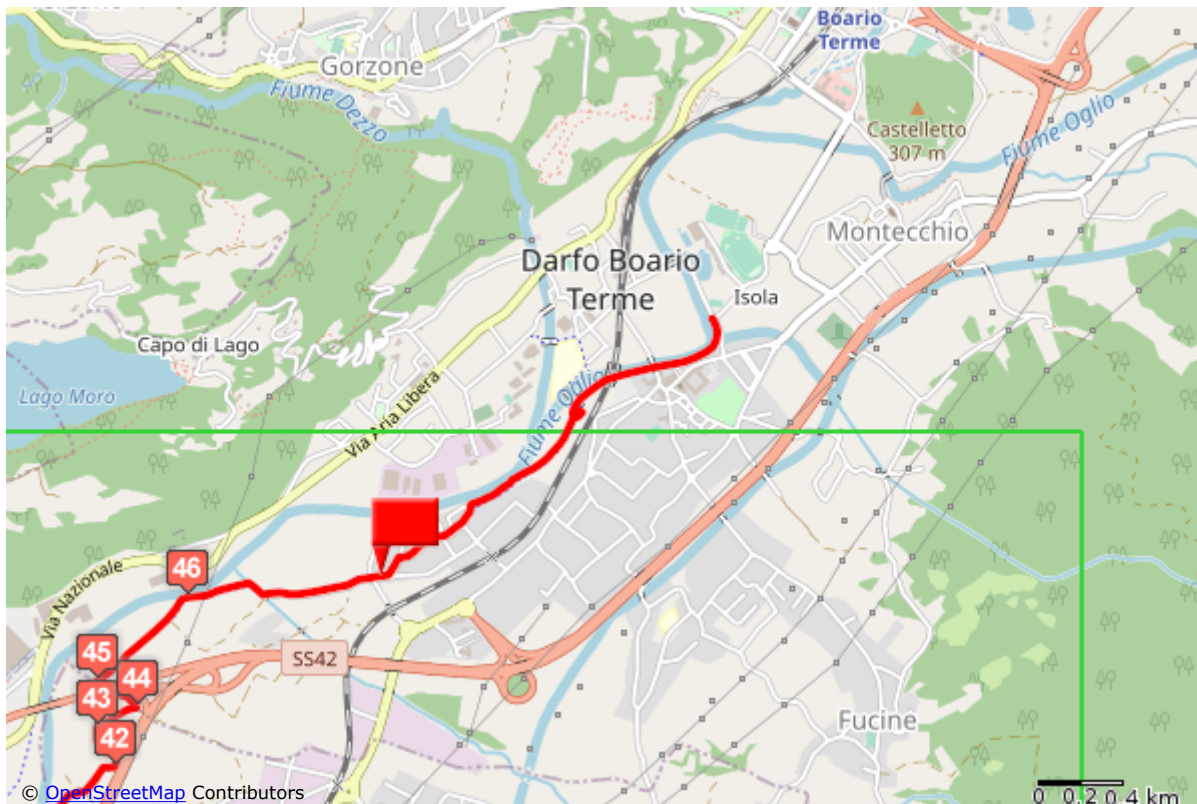 Boario
Terme
Gorzone
Fiume Dezzo
Castelletto
307 m
Fiume Oglio
Montecchio
Darfo Boario
Terme
Isola
Capo di Lago
Lago Moro
Via Aria Libera
Fiume Oglio
Fiume Oglio
46
Via Nazionale
45
44
SS42
43
42
Fucine
© OpenStreetMap Contributors
0 0.2 0.4 km